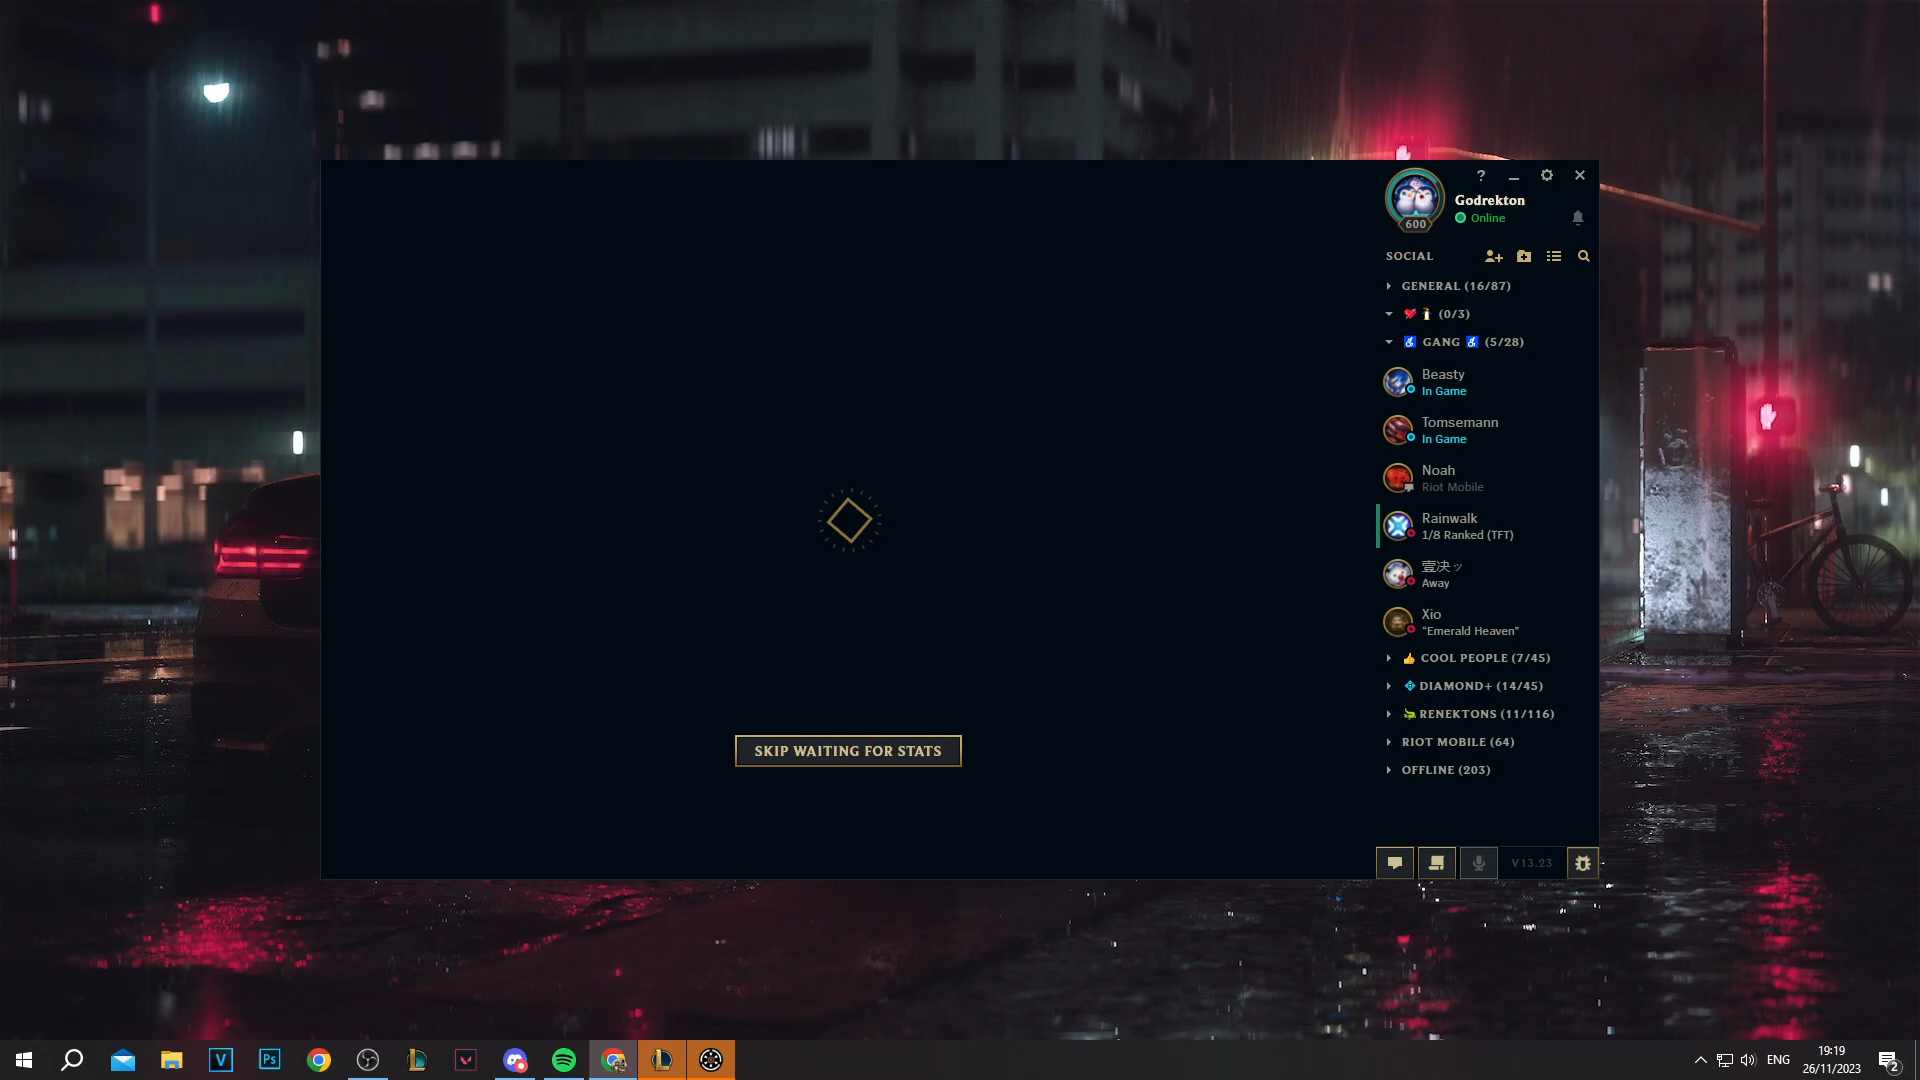 ?
Godrekton
Online
600
SOCIAL
GENERAL (16/87)
(0/3)
GANG (5/28)
Beasty
In Game
Tomsemann
In Game
Noah
Riot Mobile
Rainwalk
1/8 Ranked (TFT)
壹决ッ
Away
Xio
“Emerald Heaven”
COOL PEOPLE (7/45)
DIAMOND+ (14/45)
RENEKTONS (11/116)
RIOT MOBILE (64)
OFFLINE (203)
SKIP WAITING FOR STATS
V13.23
V
Ps
ENG
19:19
26/11/2023
2